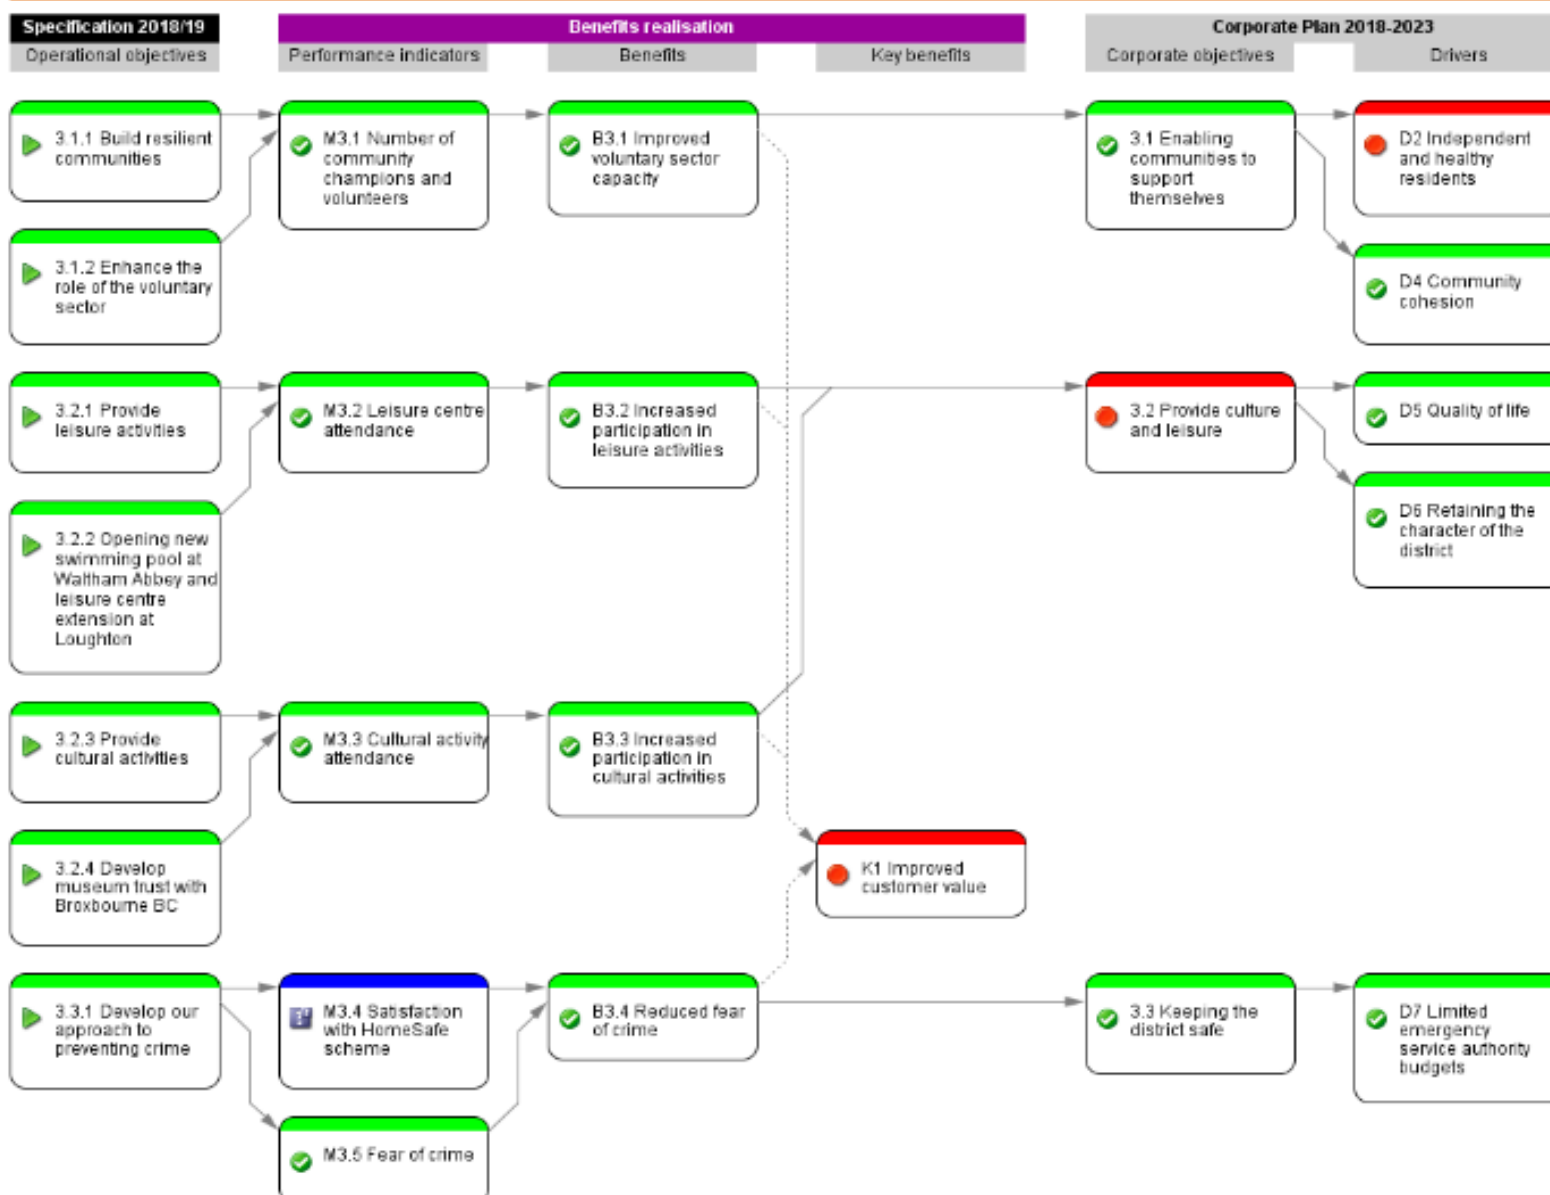 Specification 2018/19
Benefits realisation
Corporate Plan 2018-2023
Operational objectives
Performance indicators
Benefits
Key benefits
Corporate objectives
Drivers
3.1.1 Build resilient
communities
M3.1 Number of
community
champions and
volunteers
B3.1 Improved
voluntary sector
capacity
3.1 Enabling
communities to
support
themselves
D2 Independent
and healthy
residents
3.1.2 Enhance the
role of the voluntary
sector
D4 Community
cohesion
3.2.1 Provide
leisure activities
M3.2 Leisure centre
attendance
B3.2 Increased
participation in
leisure activities
3.2 Provide culture
and leisure
D5 Quality of life
3.2.2 Opening new
swimming pool at
Waltham Abbey and
leisure centre
extension at
Loughton
D6 Retaining the
character of the
district
3.2.3 Provide
cultural activities
M3.3 Cultural activity
attendance
B3.3 Increased
participation in
cultural activities
3.2.4 Develop
museum trust with
Broxbourne BC
K1 Improved
customer value
3.3.1 Develop our
approach to
preventing crime
M3.4 Satisfaction
with HomeSafe
scheme
B3.4 Reduced fear
of crime
3.3 Keeping the
district safe
D7 Limited
emergency
service authority
budgets
M3.5 Fear of crime